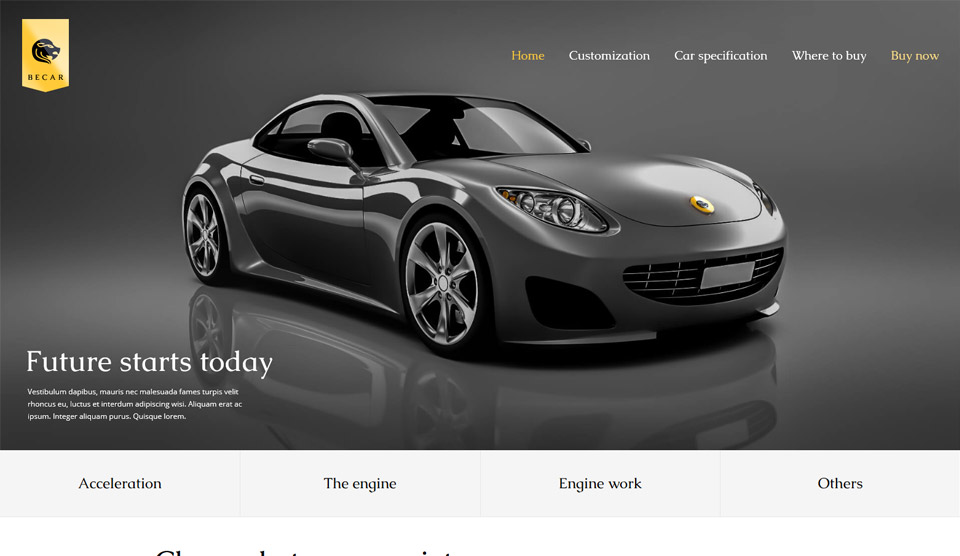 BECAR
Home
Customization
Car specification
Where to buy
Buy now
Future starts today
Vestibulum dapibus, mauris nec malesuada fames turpis velit
rhoncus eu, luctus et interdum adipiscing wisi. Aliquam erat ac
ipsum. Integer aliquam purus. Quisque lorem.
Acceleration
The engine
Engine work
Others